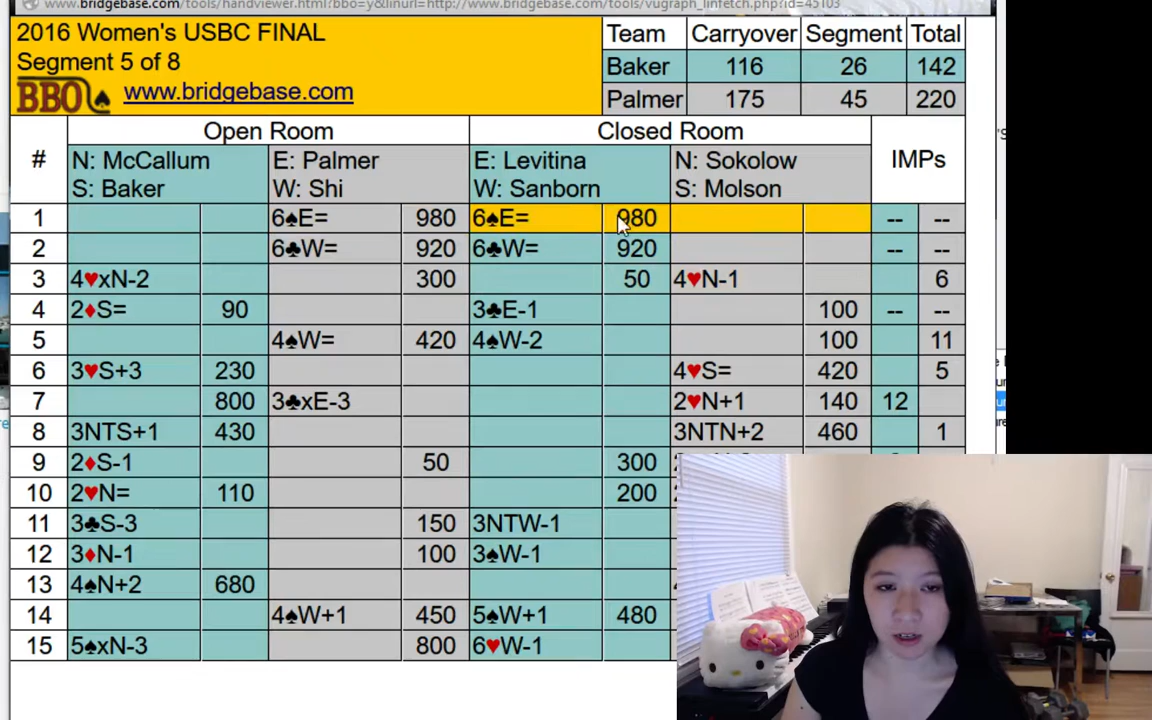 www.bridgebase.com/tools/handviewer.html?bbo=y&linurl=http://www.bridgebase.com/tools/vugraph_linfetch.php?id=45103
2016 Women's USBC FINAL
Segment 5 of 8
BBO♠ www.bridgebase.com
Team Carryover Segment Total
Baker 116 26 142
Palmer 175 45 220
# Open Room Closed Room IMPs
N: McCallum E: Palmer E: Levitina N: Sokolow
S: Baker W: Shi W: Sanborn S: Molson
1 6♠E= 980 6♠E= 980 -- --
2 6♣W= 920 6♣W= 920 -- --
3 4♥xN-2 300 50 4♥N-1 6
4 2♦S= 90 3♣E-1 100 -- --
5 4♠W= 420 4♠W-2 100 11
6 3♥S+3 230 4♥S= 420 5
7 800 3♣xE-3 2♥N+1 140 12
8 3NTS+1 430 3NTN+2 460 1
9 2♦S-1 50 300
10 2♥N= 110 200
11 3♣S-3 150 3NTW-1
12 3♦N-1 100 3♠W-1
13 4♠N+2 680
14 4♠W+1 450 5♠W+1 480
15 5♠xN-3 800 6♥W-1